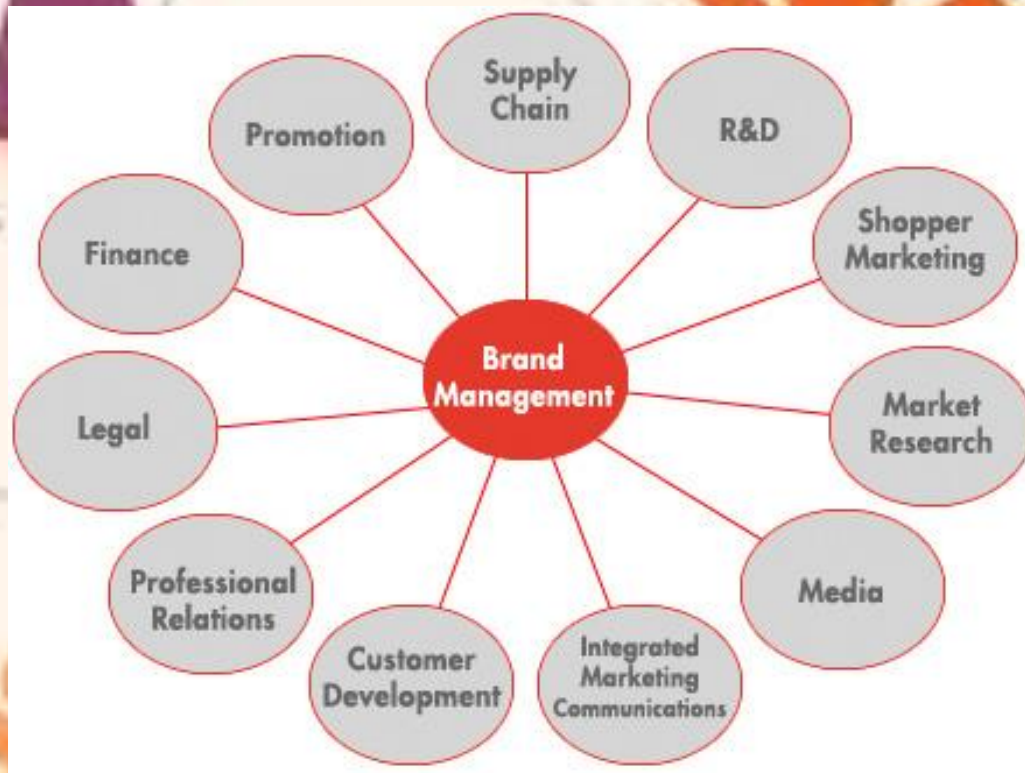 Supply
Chain
R&D
Promotion
Shopper
Marketing
Finance
Brand
Management
Market
Research
Legal
Media
Professional
Relations
Customer
Development
Integrated
Marketing
Communications